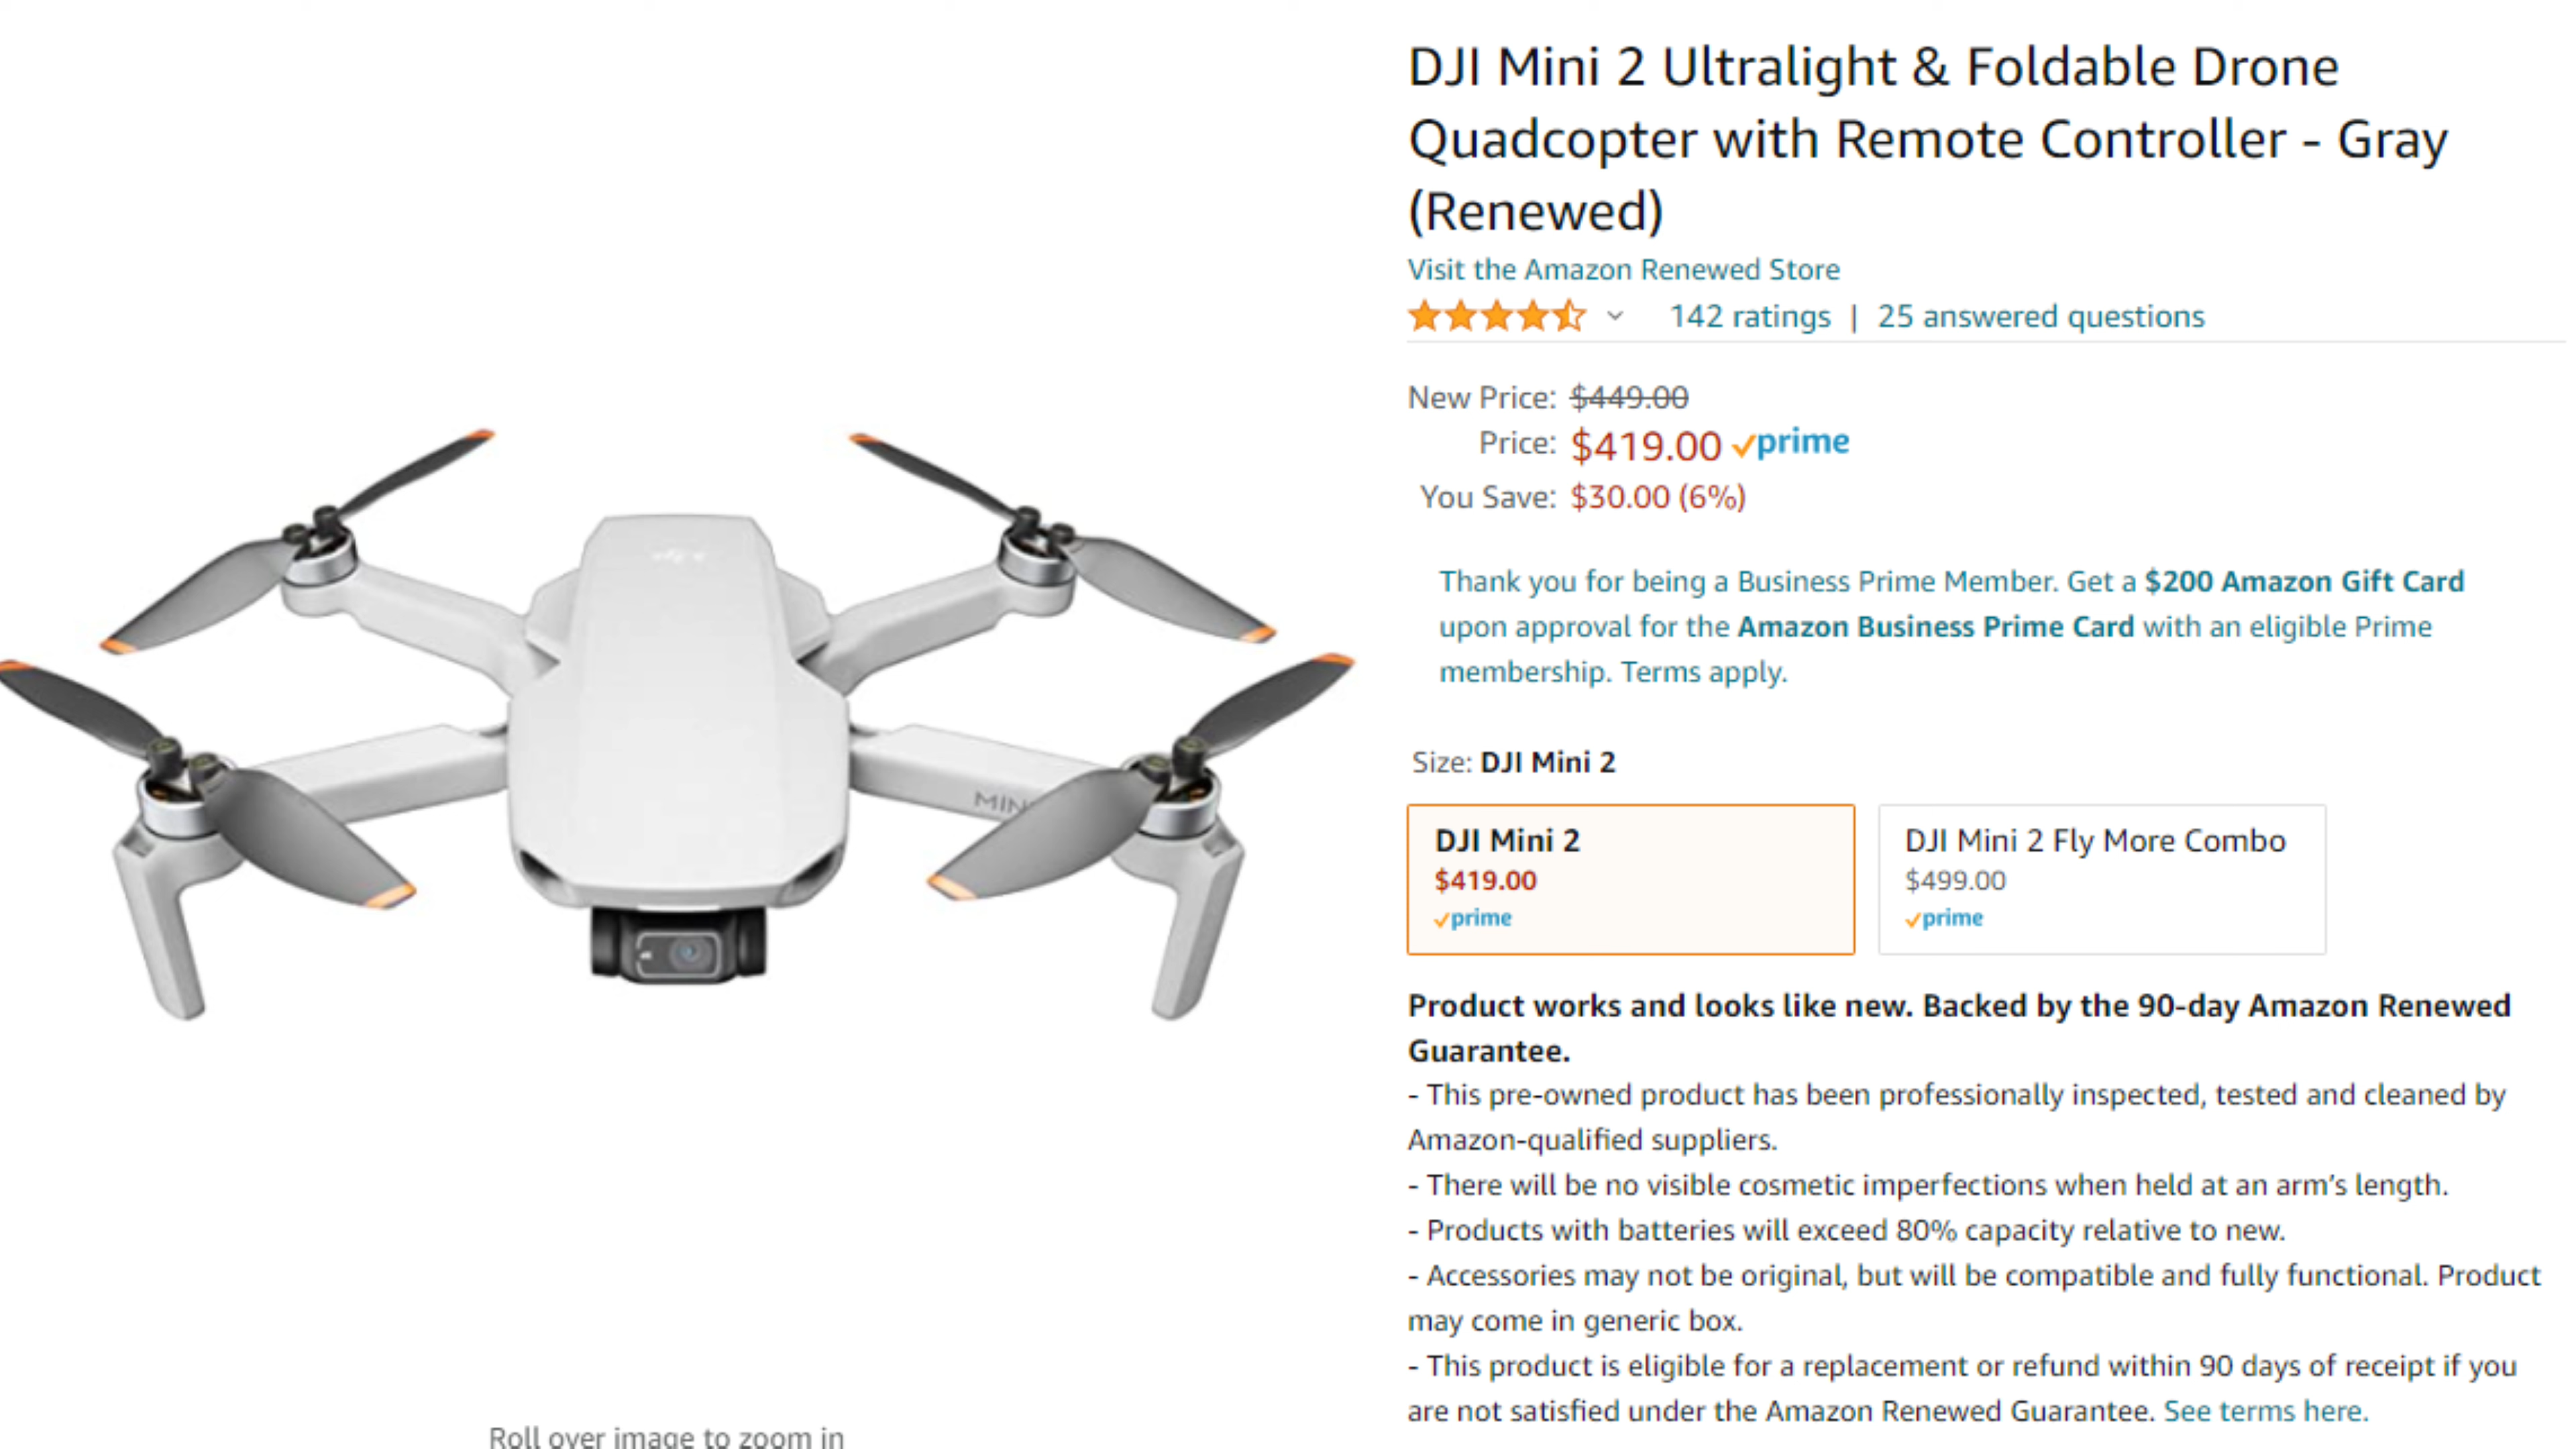 DJI Mini 2 Ultralight & Foldable Drone
Quadcopter with Remote Controller - Gray
(Renewed)
Visit the Amazon Renewed Store
142 ratings | 25 answered questions
New Price: $449.00
Price: $419.00 prime
You Save: $30.00 (6%)
Thank you for being a Business Prime Member. Get a $200 Amazon Gift Card
upon approval for the Amazon Business Prime Card with an eligible Prime
membership. Terms apply.
Size: DJI Mini 2
DJI Mini 2
$419.00
prime
DJI Mini 2 Fly More Combo
$499.00
prime
MIN
Product works and looks like new. Backed by the 90-day Amazon Renewed
Guarantee.
- This pre-owned product has been professionally inspected, tested and cleaned by
Amazon-qualified suppliers.
- There will be no visible cosmetic imperfections when held at an arm’s length.
- Products with batteries will exceed 80% capacity relative to new.
- Accessories may not be original, but will be compatible and fully functional. Product
may come in generic box.
- This product is eligible for a replacement or refund within 90 days of receipt if you
are not satisfied under the Amazon Renewed Guarantee. See terms here.
Roll over image to zoom in